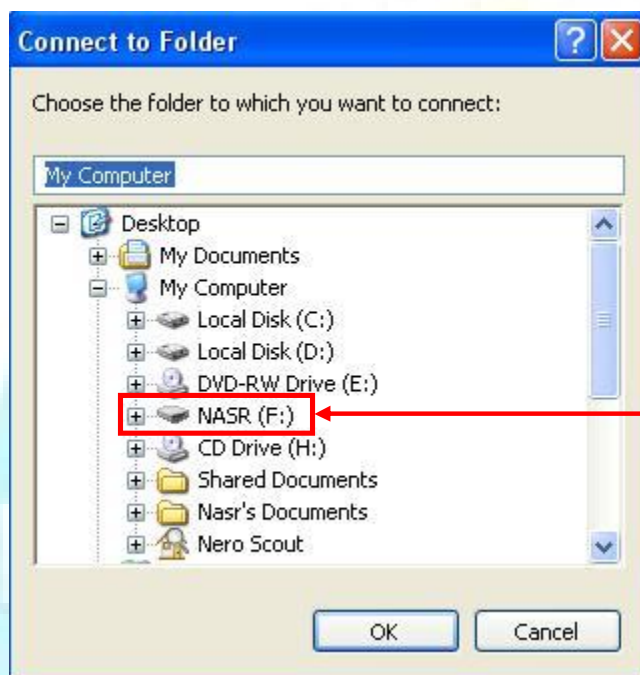 Connect to Folder
Choose the folder to which you want to connect:
My Computer
Desktop
My Documents
My Computer
Local Disk (C:)
Local Disk (D:)
DVD-RW Drive (E:)
NASR (F:)
CD Drive (H:)
Shared Documents
Nasr's Documents
Nero Scout
OK Cancel